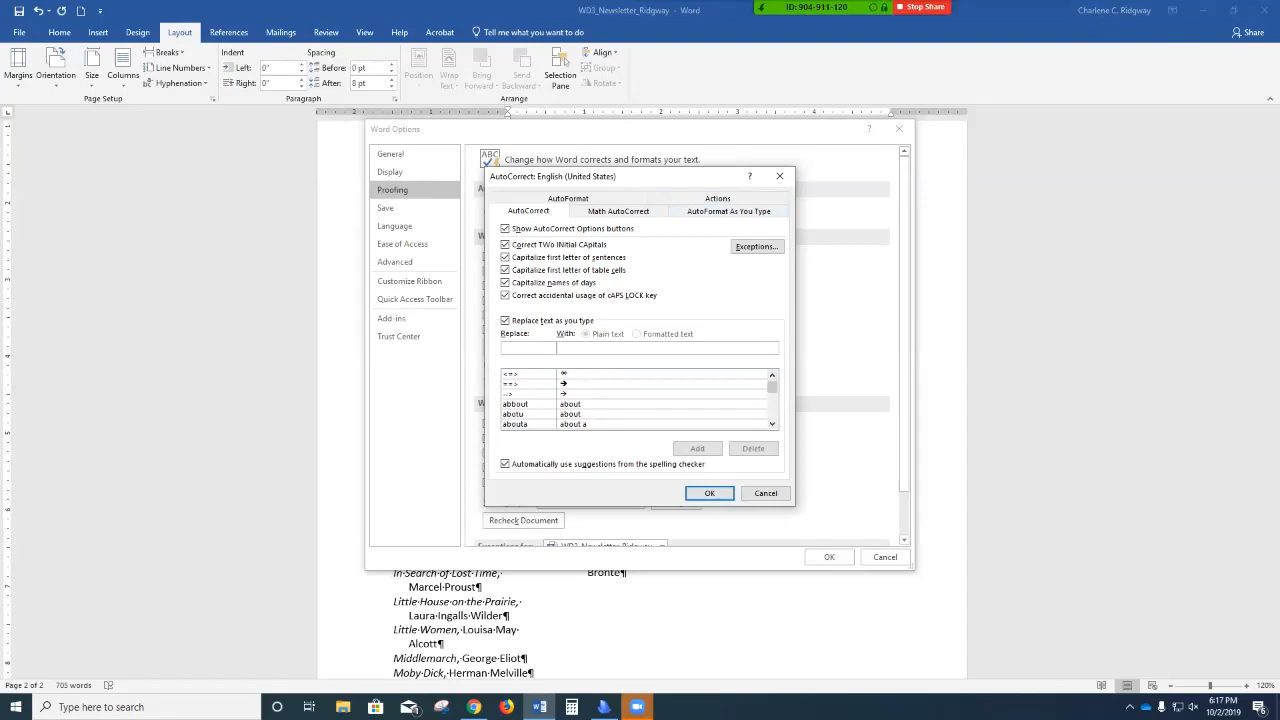 WD3_Newsletter_Ridgway - Word
ID: 904-911-120
Stop Share
Charlene C. Ridgway
File Home Insert Design Layout References Mailings Review View Help Acrobat Tell me what you want to do Share
Margins Orientation Size Columns
Breaks
Line Numbers
Hyphenation
Page Setup
Indent
Left: 0"
Right: 0"
Spacing
Before: 0 pt
After: 8 pt
Paragraph
Position Wrap Text Bring Forward Send Backward Selection Pane
Align
Group
Rotate
Arrange
Word Options
General
Display
Proofing
Save
Language
Ease of Access
Advanced
Customize Ribbon
Quick Access Toolbar
Add-ins
Trust Center
ABC
Change how Word corrects and formats your text.
AutoCorrect: English (United States)
AutoFormat Actions
AutoCorrect Math AutoCorrect AutoFormat As You Type
Show AutoCorrect Options buttons
Correct TWo INitial CApitals
Exceptions...
Capitalize first letter of sentences
Capitalize first letter of table cells
Capitalize names of days
Correct accidental usage of cAPS LOCK key
Replace text as you type
Replace: With: Plain text Formatted text
<=>
==>
-->
abbout about
abotu about
abouta about a
Add Delete
Automatically use suggestions from the spelling checker
OK Cancel
Recheck Document
Exceptions for: WD3_Newsletter_Ridgway
OK Cancel
In·Search·of·Lost·Time,·
Marcel·Proust¶
Little·House·on·the·Prairie,·
Laura·Ingalls·Wilder¶
Little·Women,·Louisa·May·
Alcott¶
Middlemarch,·George·Eliot¶
Moby·Dick,·Herman·Melville¶
Bronte¶
Page 2 of 2 705 words
120%
Type here to search
6:17 PM
10/2/2019